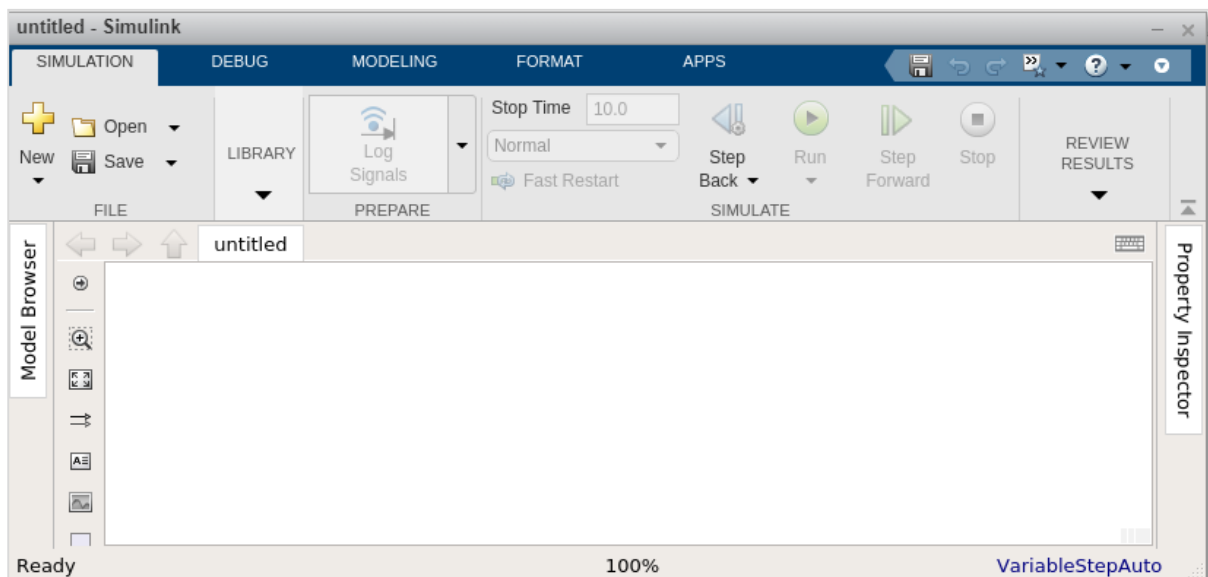 untitled - Simulink
SIMULATION DEBUG MODELING FORMAT APPS
New
Open
Save
FILE
LIBRARY
Log
Signals
PREPARE
Stop Time 10.0
Normal
Fast Restart
Step
Back
Run
Step
Forward
Stop
SIMULATE
REVIEW
RESULTS
Model Browser
untitled
Property Inspector
Ready 100% VariableStepAuto